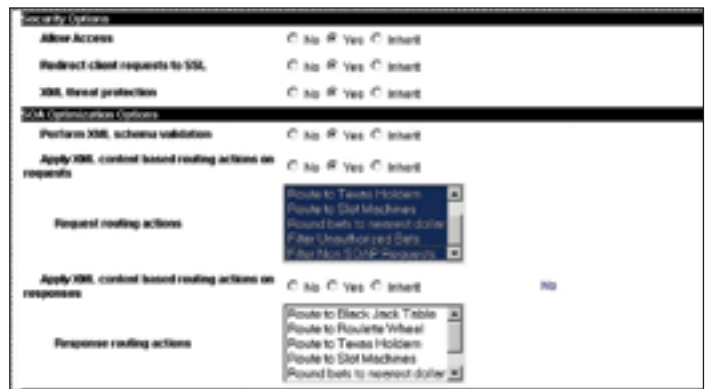 Security Options
Allow Access No Yes Inherit
Redirect client requests to SSL No Yes Inherit
XML threat protection No Yes Inherit
SOA Optimization Options
Perform XML schema validation No Yes Inherit
Apply XML content based routing actions on
requests No Yes Inherit
Request routing actions
Route to Texas Holdem
Route to Slot Machines
Round bets to nearest dollar
Filter Unauthorized Bets
Filter Non SOAP Requests
Apply XML content based routing actions on
responses No Yes Inherit No
Response routing actions
Route to Black Jack Table
Route to Roulette Wheel
Route to Texas Holdem
Route to Slot Machines
Round bets to nearest dollar